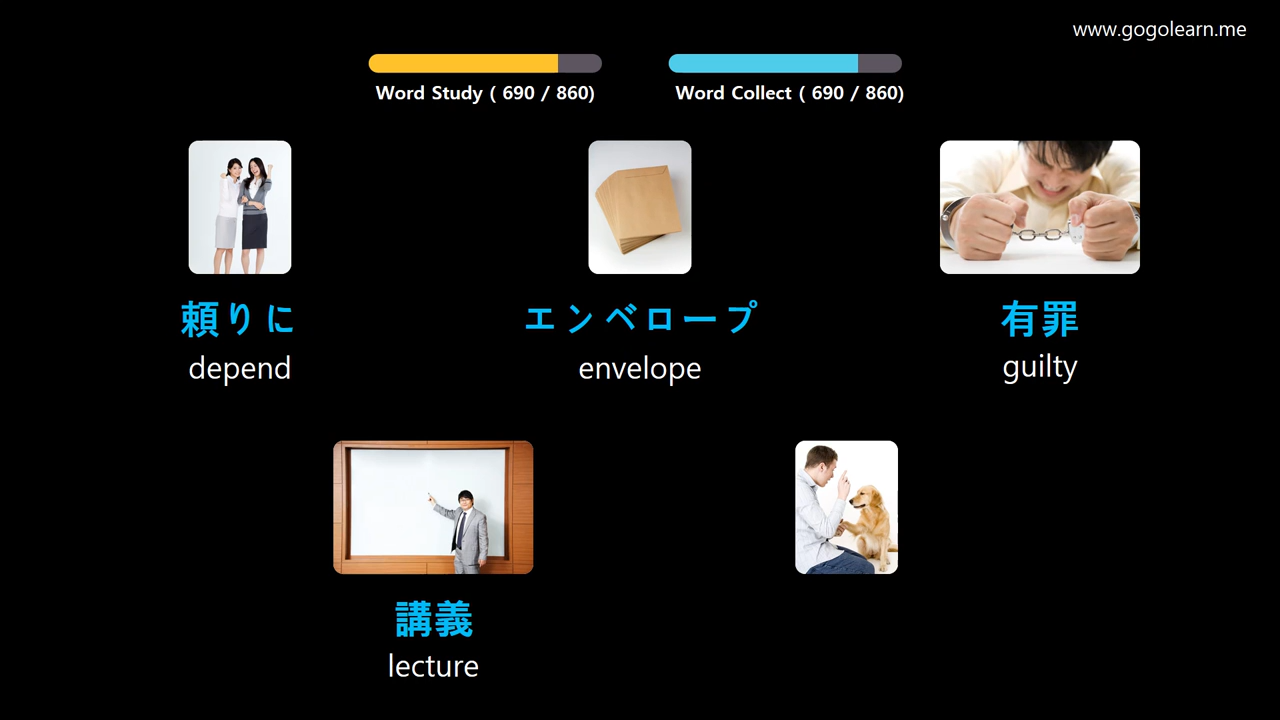 www.gogolearn.me
Word Study ( 690 / 860)
Word Collect ( 690 / 860)
頼りに
depend
エンベロープ
envelope
有罪
guilty
講義
lecture